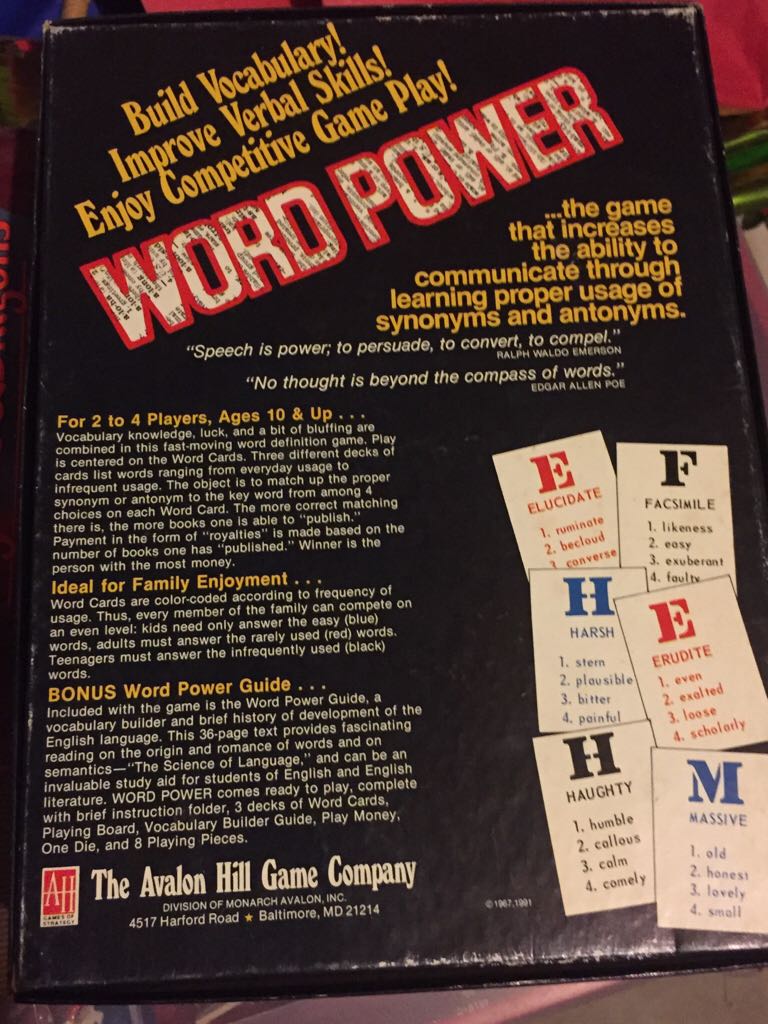 Build Vocabulary!
Improve Verbal Skills!
Enjoy Competitive Game Play!
WORD POWER
...the game
that increases
the ability to
communicate through
learning proper usage of
synonyms and antonyms.
"Speech is power; to persuade, to convert, to compel."
RALPH WALDO EMERSON
"No thought is beyond the compass of words."
EDGAR ALLEN POE
For 2 to 4 Players, Ages 10 & Up . . .
Vocabulary knowledge, luck, and a bit of bluffing are
combined in this fast-moving word definition game. Play
is centered on the Word Cards. Three different decks of
cards list words ranging from everyday usage to
infrequent usage. The object is to match up the proper
synonym or antonym to the key word from among 4
choices on each Word Card. The more correct matching
there is, the more books one is able to "publish."
Payment in the form of "royalties" is made based on the
number of books one has "published." Winner is the
person with the most money.
Ideal for Family Enjoyment . . .
Word Cards are color-coded according to frequency of
usage. Thus, every member of the family can compete on
an even level: kids need only answer the easy (blue)
words, adults must answer the rarely used (red) words.
Teenagers must answer the infrequently used (black)
words.
BONUS Word Power Guide . . .
Included with the game is the Word Power Guide, a
vocabulary builder and brief history of development of the
English language. This 36-page text provides fascinating
reading on the origin and romance of words and on
semantics—"The Science of Language," and can be an
invaluable study aid for students of English and English
literature. WORD POWER comes ready to play, complete
with brief instruction folder, 3 decks of Word Cards,
Playing Board, Vocabulary Builder Guide, Play Money,
One Die, and 8 Playing Pieces.
E
ELUCIDATE
1. ruminate
2. becloud
3. converse
F
FACSIMILE
1. likeness
2. easy
3. exuberant
4. faulty
H
HARSH
1. stern
2. plausible
3. bitter
4. painful
E
ERUDITE
1. even
2. exalted
3. loose
4. scholarly
H
HAUGHTY
1. humble
2. callous
3. calm
4. comely
M
MASSIVE
1. old
2. honest
3. lovely
4. small
AH
GAMES OF
STRATEGY
The Avalon Hill Game Company
DIVISION OF MONARCH AVALON, INC.
4517 Harford Road ★ Baltimore, MD 21214
©1967,1991